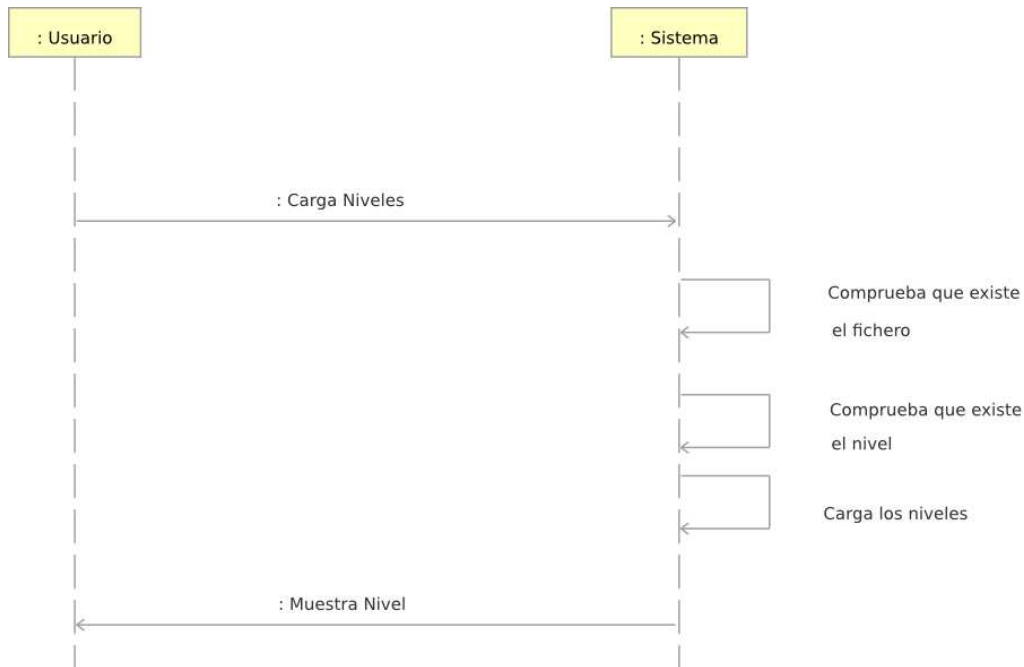 : Usuario
: Sistema
: Carga Niveles
Comprueba que existe
el fichero
Comprueba que existe
el nivel
Carga los niveles
: Muestra Nivel